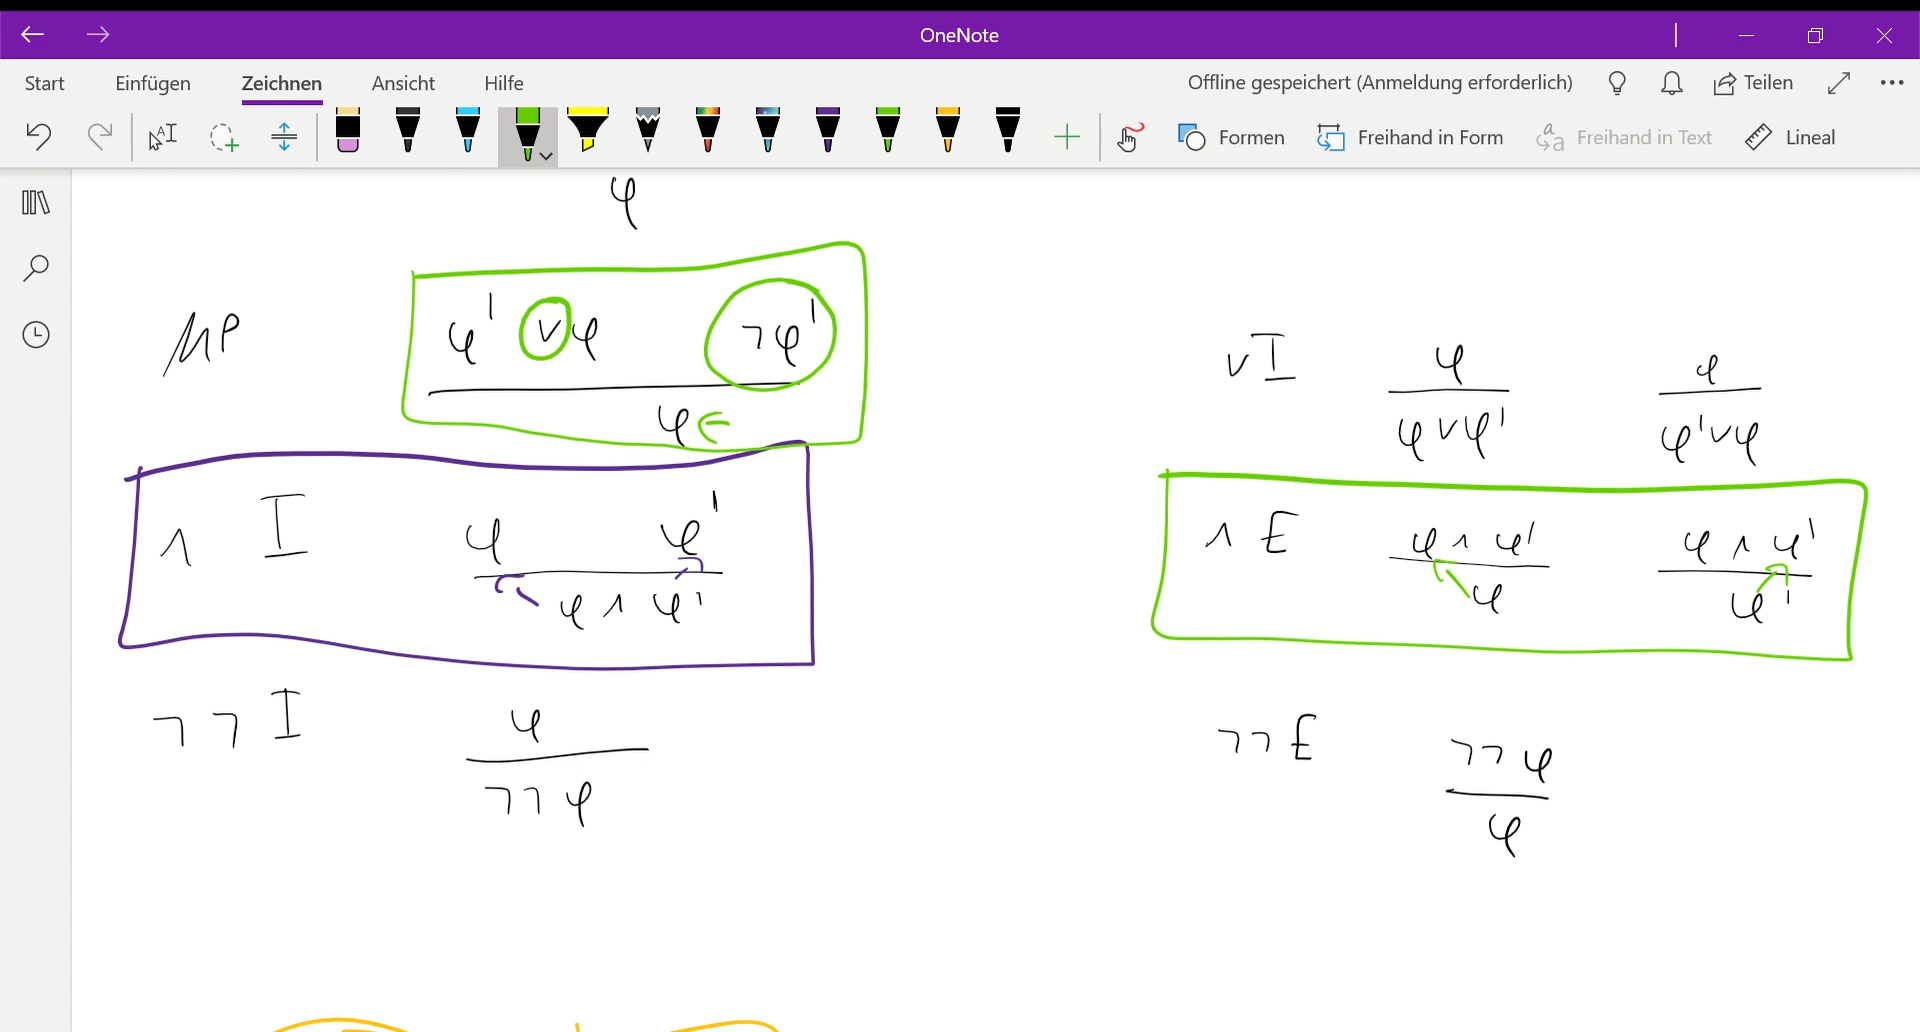 OneNote
Start Einfügen Zeichnen Ansicht Hilfe Offline gespeichert (Anmeldung erforderlich) Teilen
Formen Freihand in Form Freihand in Text Lineal
φ
MP φ' ∨ φ ¬φ'
φ
∨I φ φ
φ ∨ φ' φ' ∨ φ
∧ I φ φ'
φ ∧ φ'
∧ E φ ∧ φ' φ ∧ φ'
φ φ'
¬¬ I φ
¬¬φ
¬¬E ¬¬φ
φ